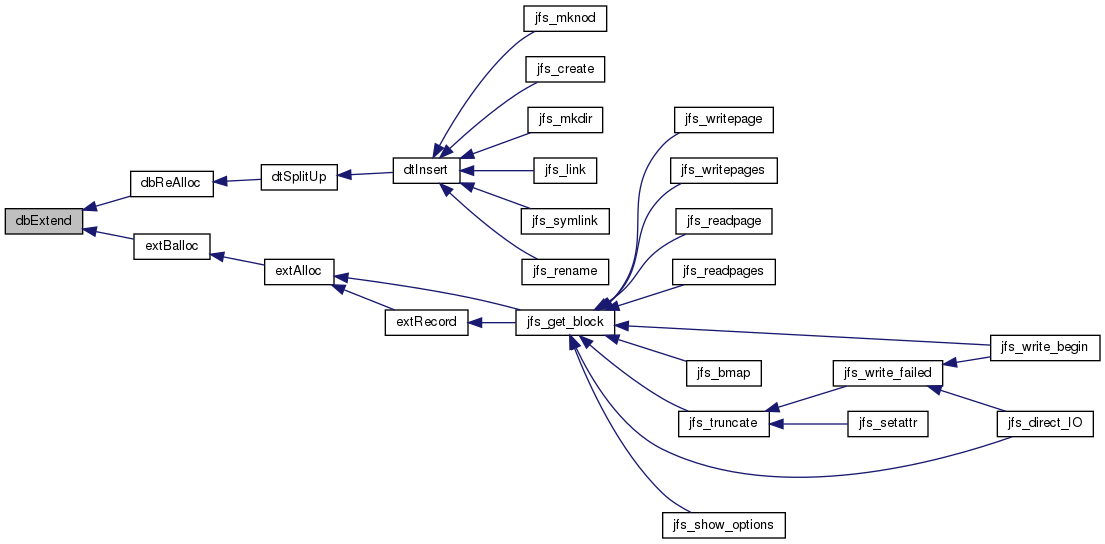 jfs_mknod
jfs_create
jfs_mkdir
jfs_link
jfs_symlink
jfs_rename
dtInsert
dtSplitUp
dbReAlloc
dbExtend
extBalloc
extAlloc
extRecord
jfs_get_block
jfs_writepage
jfs_writepages
jfs_readpage
jfs_readpages
jfs_write_begin
jfs_bmap
jfs_write_failed
jfs_truncate
jfs_setattr
jfs_direct_IO
jfs_show_options